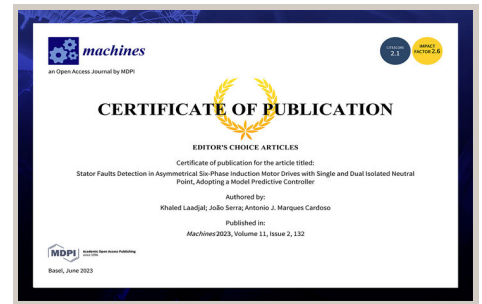 machines
an Open Access Journal by MDPI
CITESCORE
2.1
IMPACT
FACTOR 2.6
CERTIFICATE OF PUBLICATION
EDITOR'S CHOICE ARTICLES
Certificate of publication for the article titled:
Stator Faults Detection in Asymmetrical Six-Phase Induction Motor Drives with Single and Dual Isolated Neutral
Point, Adopting a Model Predictive Controller
Authored by:
Khaled Laadjal; João Serra; Antonio J. Marques Cardoso
Published in:
Machines 2023, Volume 11, Issue 2, 132
MDPI
Academic Open Access Publishing
since 1996
Basel, June 2023